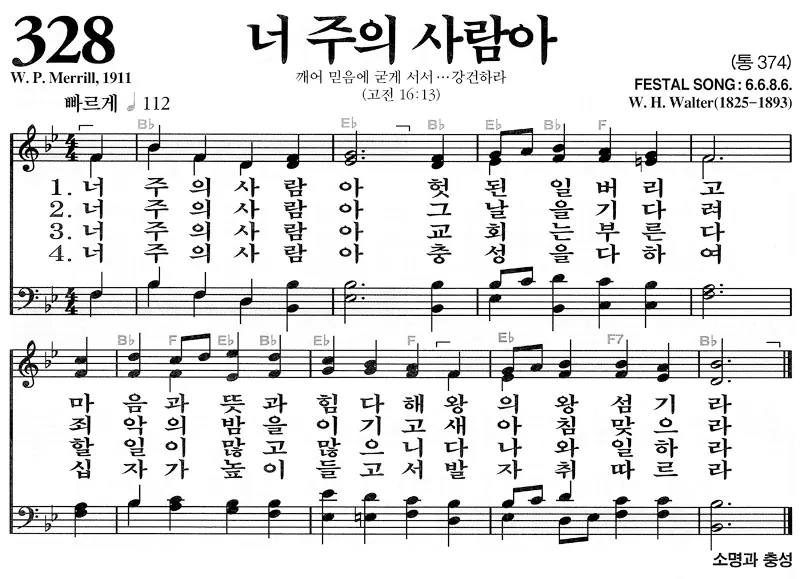 328
너 주의 사람아
(통 374)
W. P. Merrill, 1911
깨어 믿음에 굳게 서서…강건하라
FESTAL SONG : 6.6.8.6.
(고전 16:13)
W. H. Walter(1825-1893)
빠르게 ♩ 112
B♭ E♭ B♭ E♭ B♭ F
4/4
1. 너 주의 사 람 아 헛 된 일 버 리 고
2. 너 주의 사 람 아 그 날 을 기 다 려
3. 너 주의 사 람 아 교 회 는 부 른 다
4. 너 주의 사 람 아 충 성 을 다 하 여
4/4
B♭ F E♭ B♭ E♭ F E♭ F7 B♭
마 음 과 뜻 과 힘 다 해 왕 의 왕 섬 기 라
죄 악 의 밤 을 이 기 고 새 아 침 맞 으 라
할 일 이 많 고 많 으 니 다 나 와 일 하 라
십 자 가 높 이 들 고 서 발 자 취 따 르 라
소명과 충성